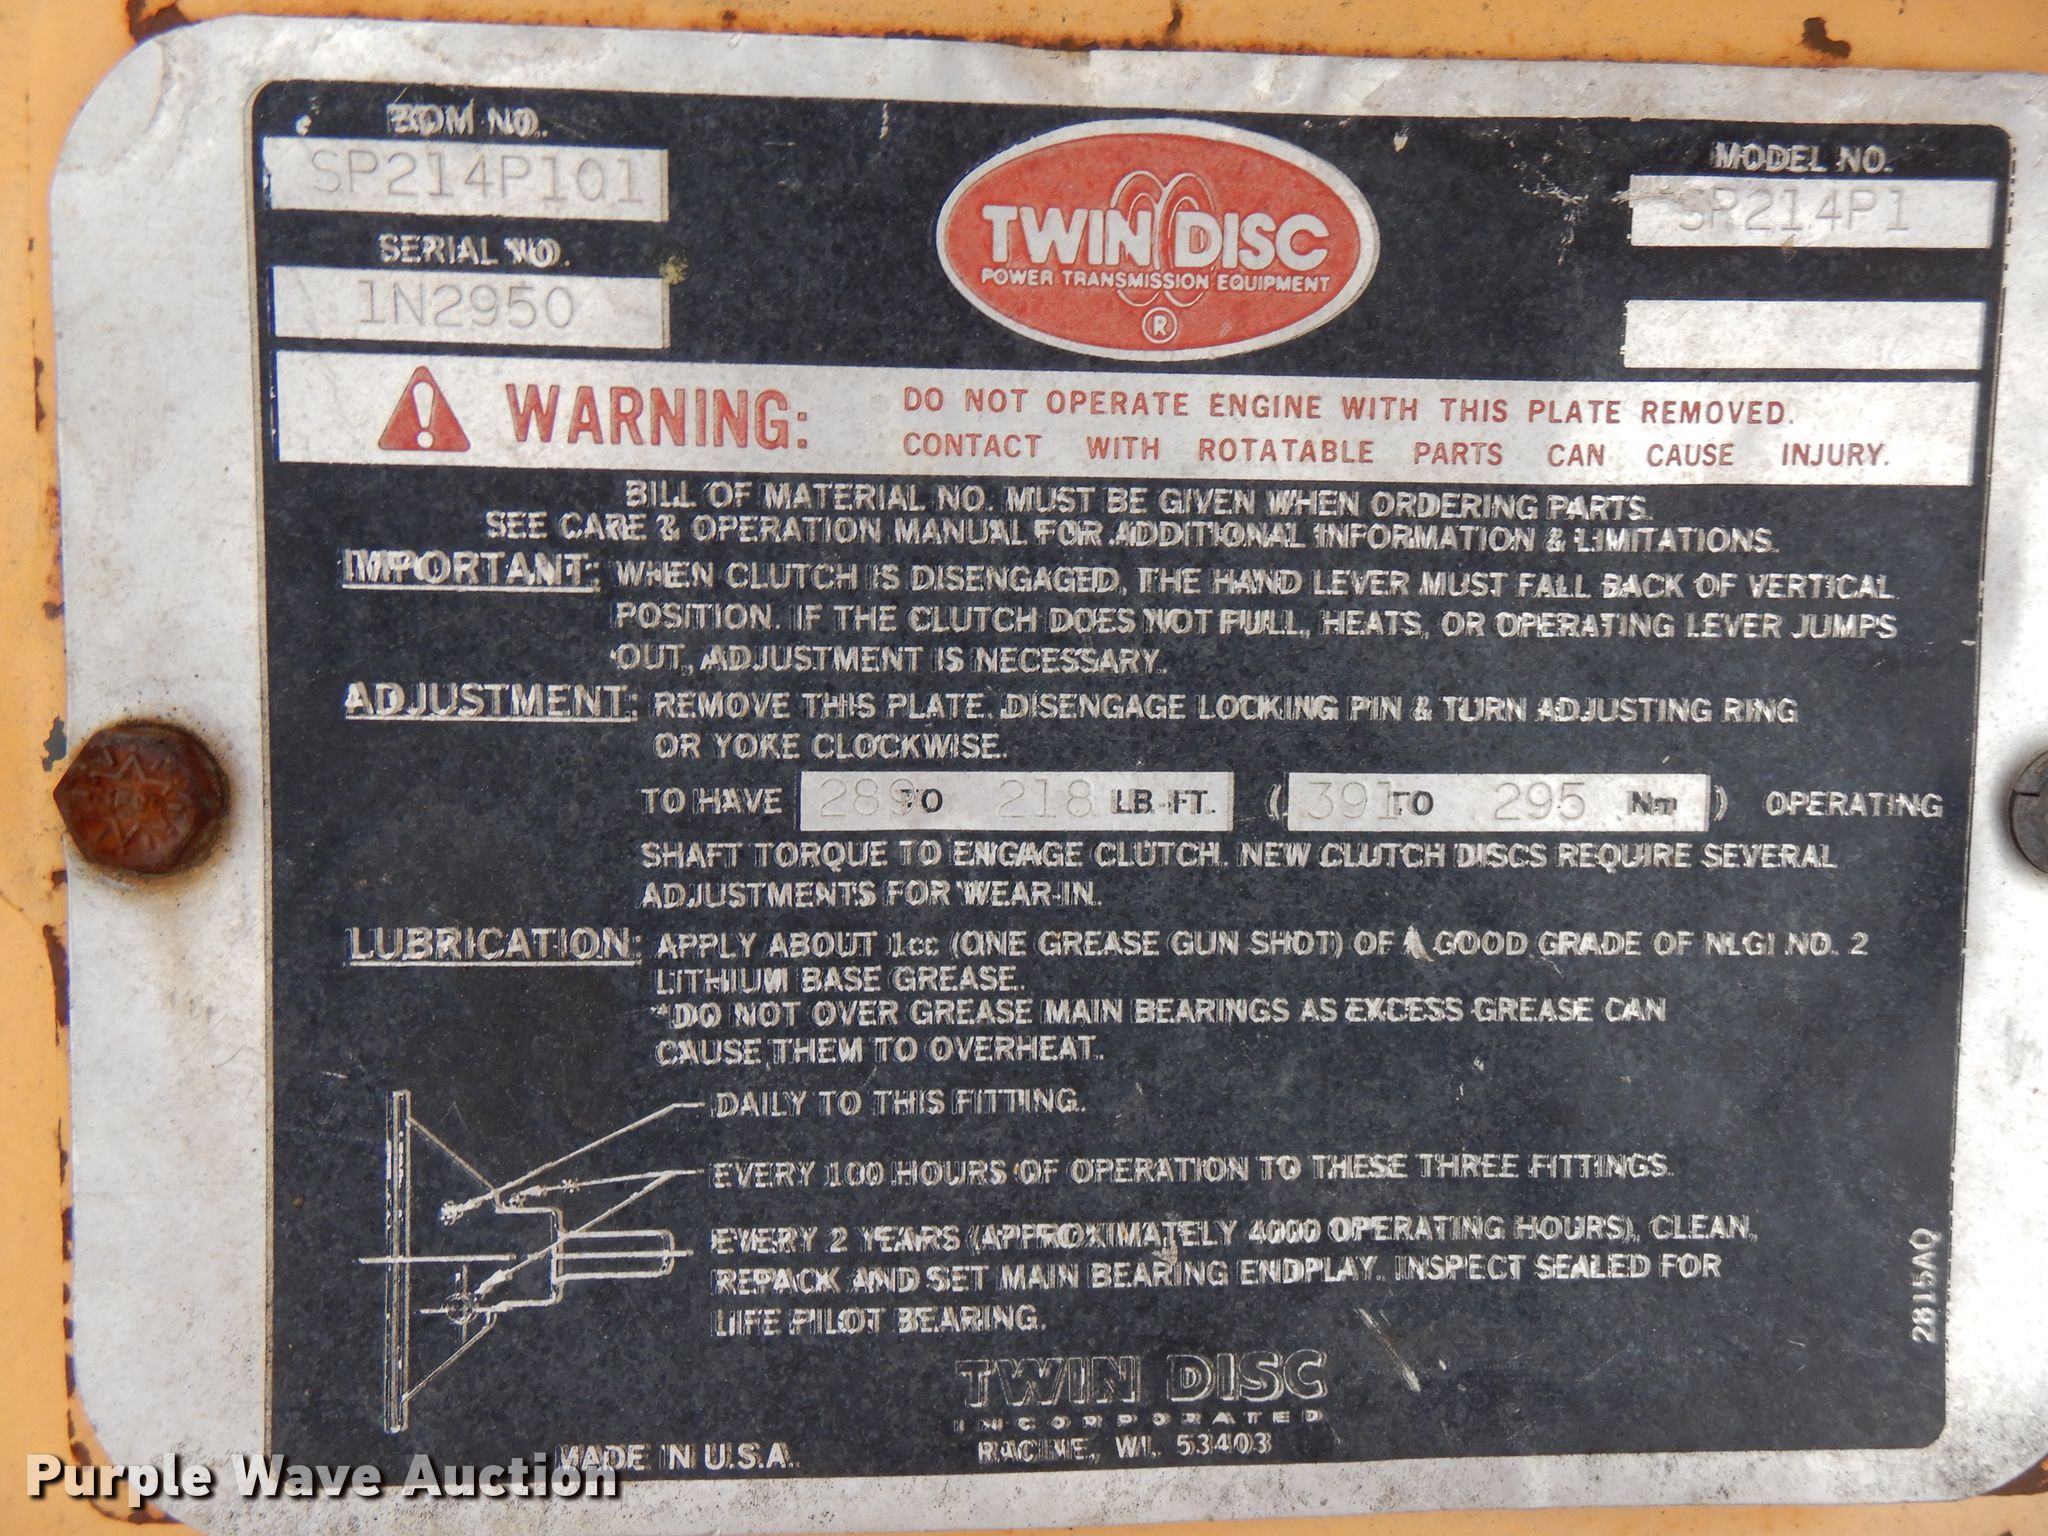 BOM NO.
SP214P101
SERIAL NO.
1N2950
TWIN DISC
POWER TRANSMISSION EQUIPMENT
®
MODEL NO.
SP214P1
WARNING: DO NOT OPERATE ENGINE WITH THIS PLATE REMOVED.
CONTACT WITH ROTATABLE PARTS CAN CAUSE INJURY.
BILL OF MATERIAL NO. MUST BE GIVEN WHEN ORDERING PARTS.
SEE CARE & OPERATION MANUAL FOR ADDITIONAL INFORMATION & LIMITATIONS.
IMPORTANT: WHEN CLUTCH IS DISENGAGED, THE HAND LEVER MUST FALL BACK OF VERTICAL
POSITION. IF THE CLUTCH DOES NOT PULL, HEATS, OR OPERATING LEVER JUMPS
OUT, ADJUSTMENT IS NECESSARY.
ADJUSTMENT: REMOVE THIS PLATE. DISENGAGE LOCKING PIN & TURN ADJUSTING RING
OR YOKE CLOCKWISE.
TO HAVE 289 TO 218 LB-FT. ( 391 TO 295 Nm ) OPERATING
SHAFT TORQUE TO ENGAGE CLUTCH. NEW CLUTCH DISCS REQUIRE SEVERAL
ADJUSTMENTS FOR WEAR-IN.
LUBRICATION: APPLY ABOUT 1cc (ONE GREASE GUN SHOT) OF A GOOD GRADE OF NLGI NO. 2
LITHIUM BASE GREASE.
*DO NOT OVER GREASE MAIN BEARINGS AS EXCESS GREASE CAN
CAUSE THEM TO OVERHEAT.
DAILY TO THIS FITTING.
EVERY 100 HOURS OF OPERATION TO THESE THREE FITTINGS.
EVERY 2 YEARS (APPROXIMATELY 4000 OPERATING HOURS), CLEAN,
REPACK AND SET MAIN BEARING ENDPLAY. INSPECT SEALED FOR
LIFE PILOT BEARING.
2815AQ
TWIN DISC
INCORPORATED
RACINE, WI. 53403
MADE IN U.S.A.
Purple Wave Auction